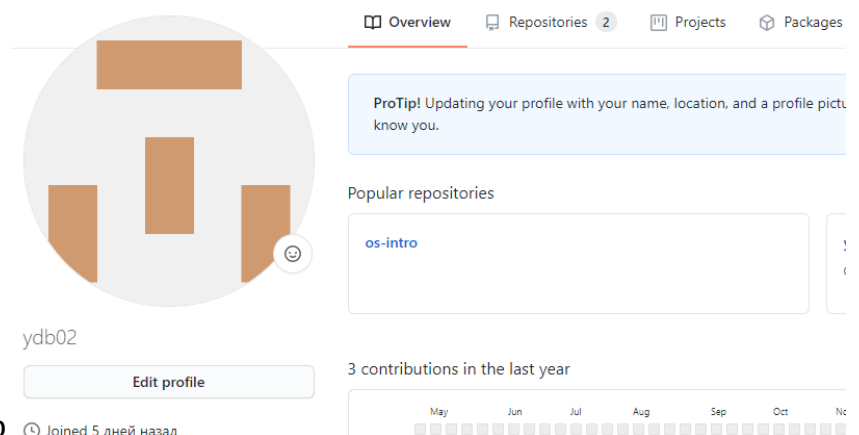 Overview Repositories 2 Projects Packages
ProTip! Updating your profile with your name, location, and a profile
know you.
Popular repositories
os-intro
ydb02
Edit profile
3 contributions in the last year
May Jun Jul Aug Sep Oct
Joined 5 дней назад